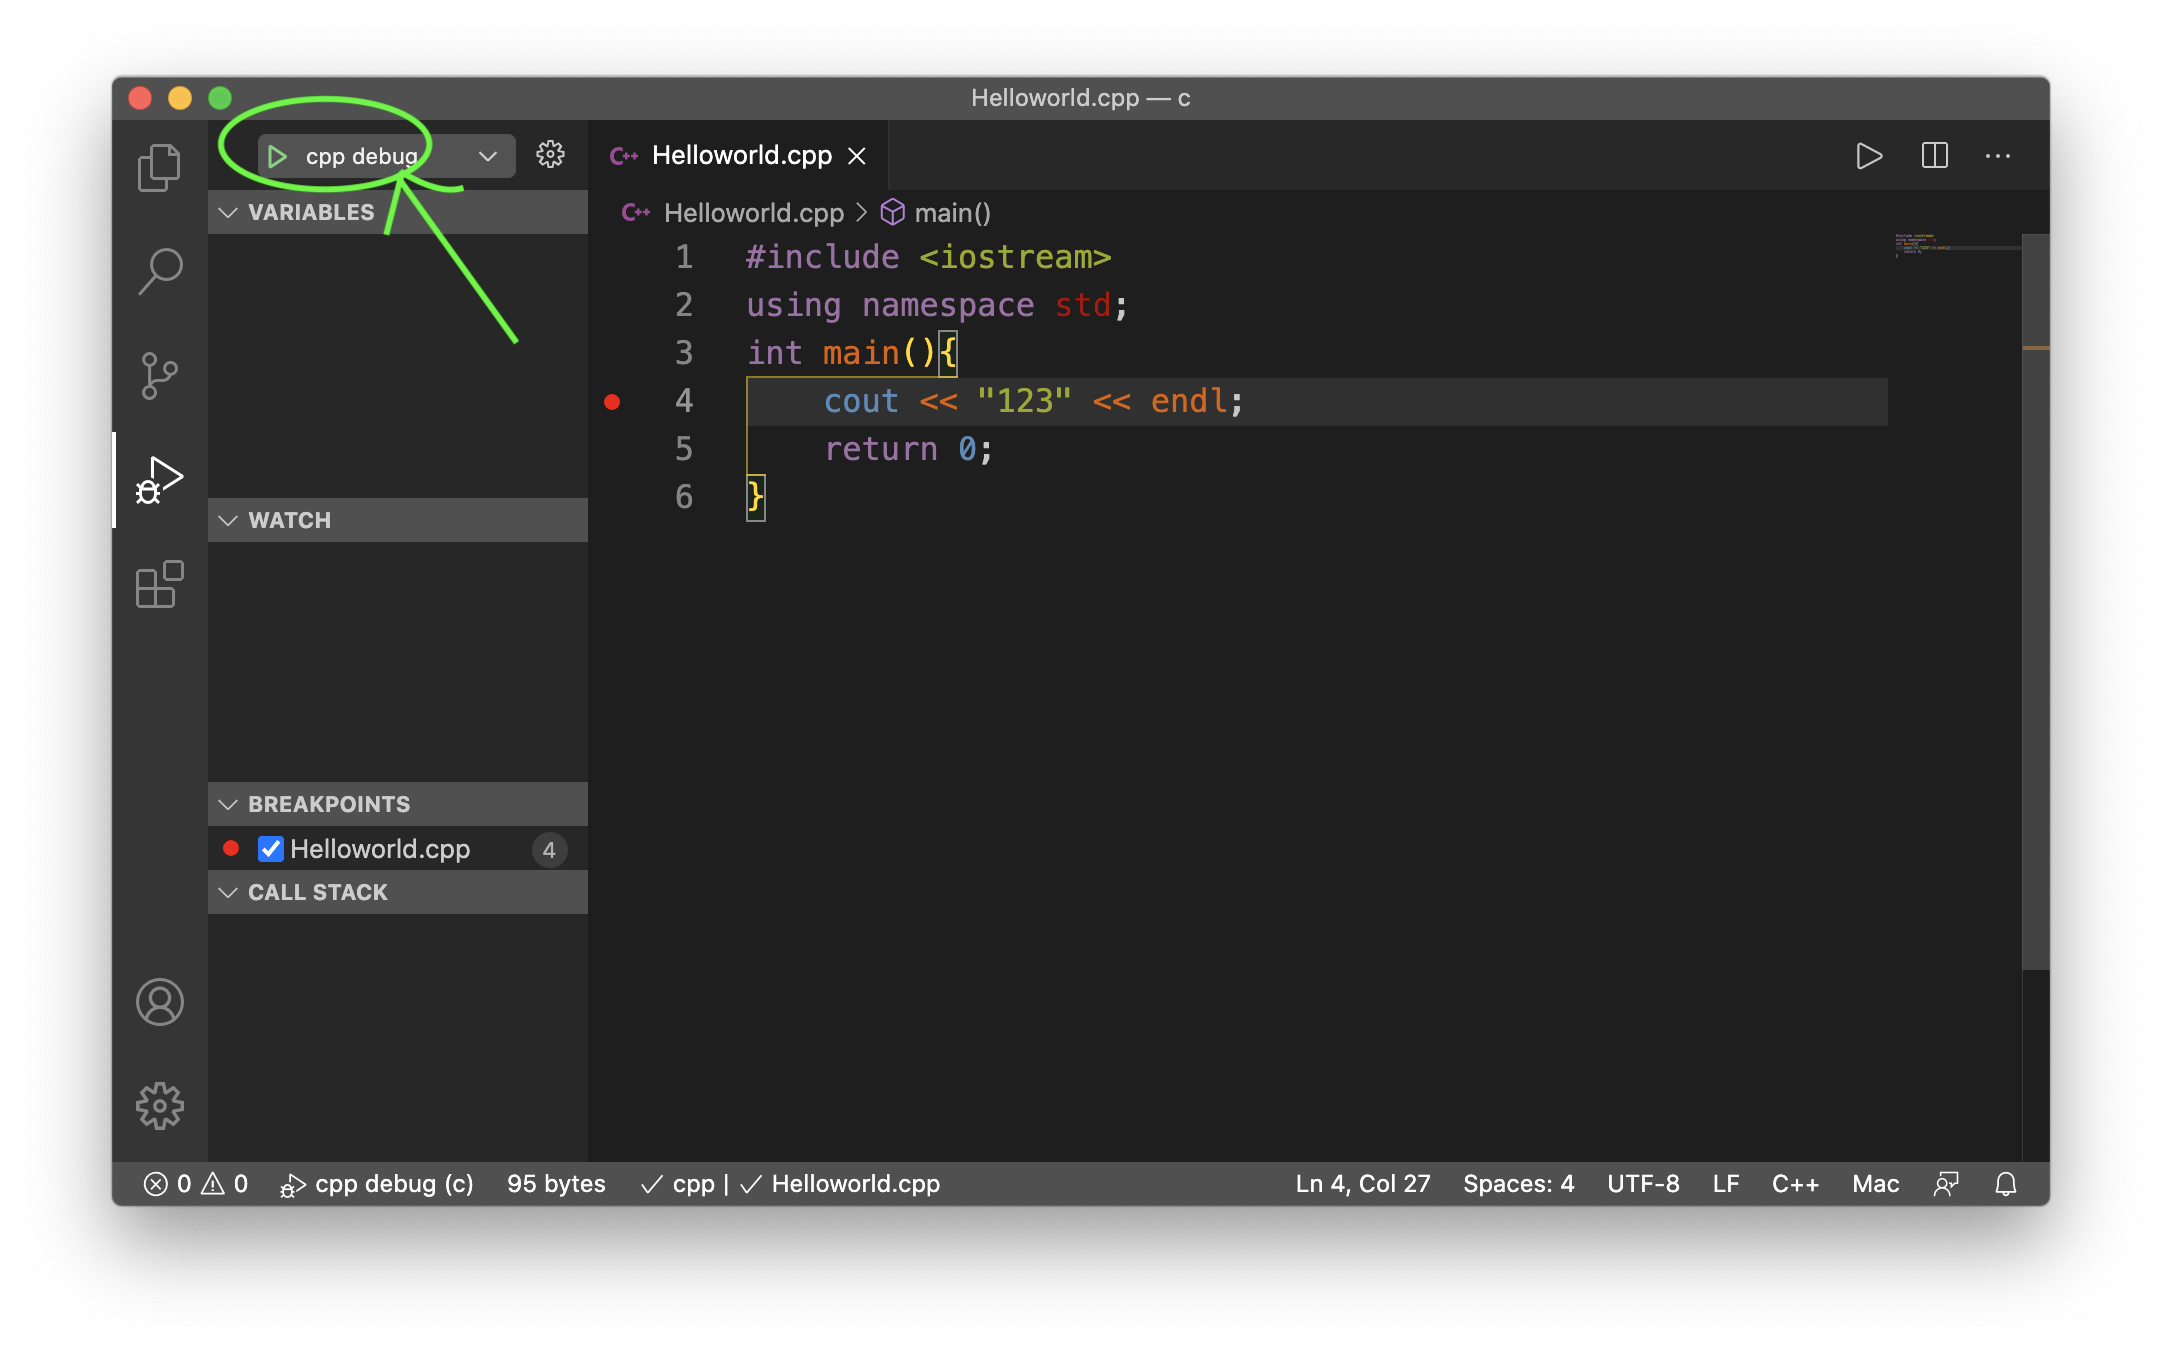 Helloworld.cpp — c
cpp debug
VARIABLES
WATCH
BREAKPOINTS
Helloworld.cpp 4
CALL STACK
C++ Helloworld.cpp
C++ Helloworld.cpp > main()
1 #include <iostream>
2 using namespace std;
3 int main(){
4 cout << "123" << endl;
5 return 0;
6 }
0 0 cpp debug (c) 95 bytes ✓ cpp | ✓ Helloworld.cpp Ln 4, Col 27 Spaces: 4 UTF-8 LF C++ Mac